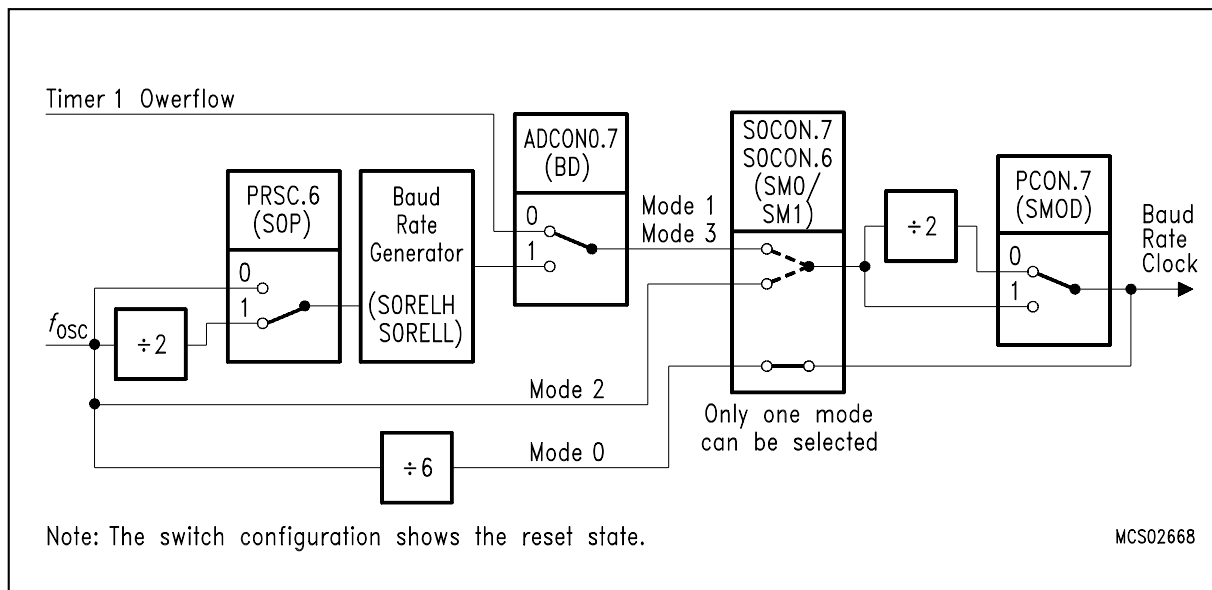 Timer 1 Owerflow
ADCON0.7
(BD)
0
1
PRSC.6
(S0P)
0
1
Baud
Rate
Generator
(S0RELH
S0RELL)
fOSC
÷2
Mode 1
Mode 3
S0CON.7
S0CON.6
(SM0/
SM1)
÷2
PCON.7
(SMOD)
0
1
Baud
Rate
Clock
Mode 2
Only one mode
can be selected
÷6
Mode 0
Note: The switch configuration shows the reset state.
MCS02668